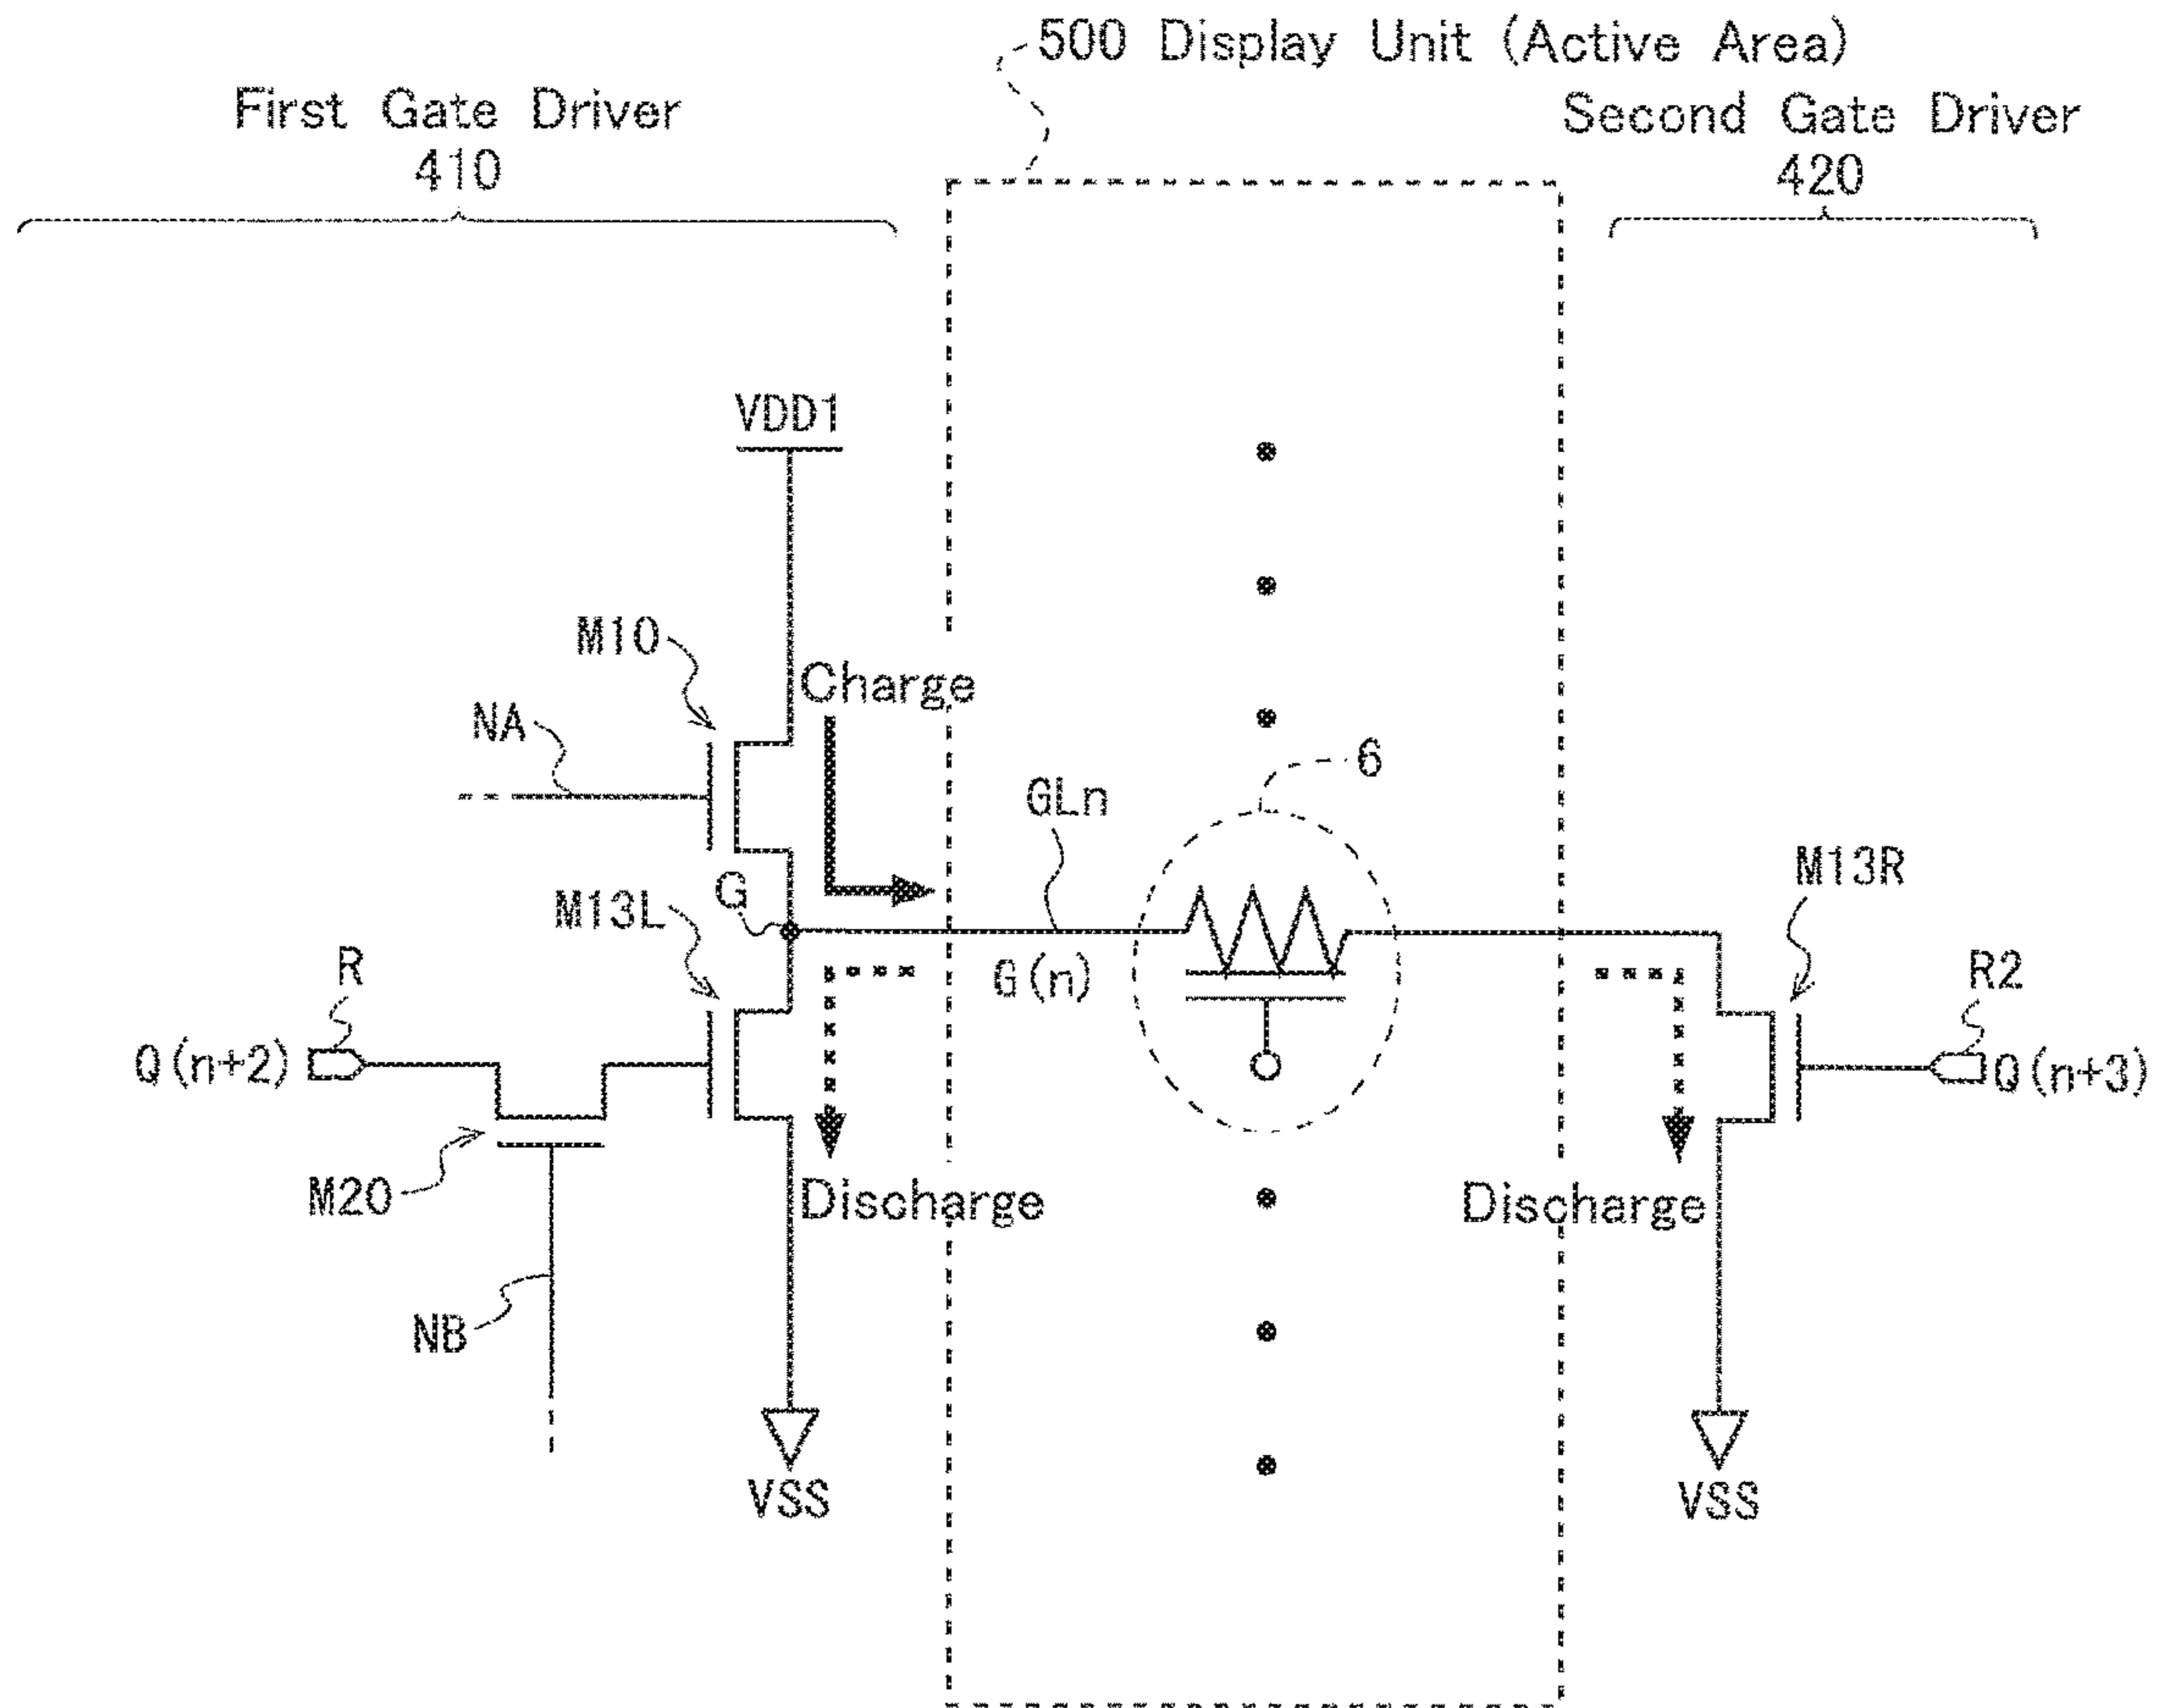 500 Display Unit (Active Area)
First Gate Driver
410
Second Gate Driver
420
VDD1
M10
Charge
NA
6
GLn
G
M13L
M13R
R
G(n)
R2
Q(n+2)
Q(n+3)
M20
Discharge
Discharge
NB
VSS
VSS